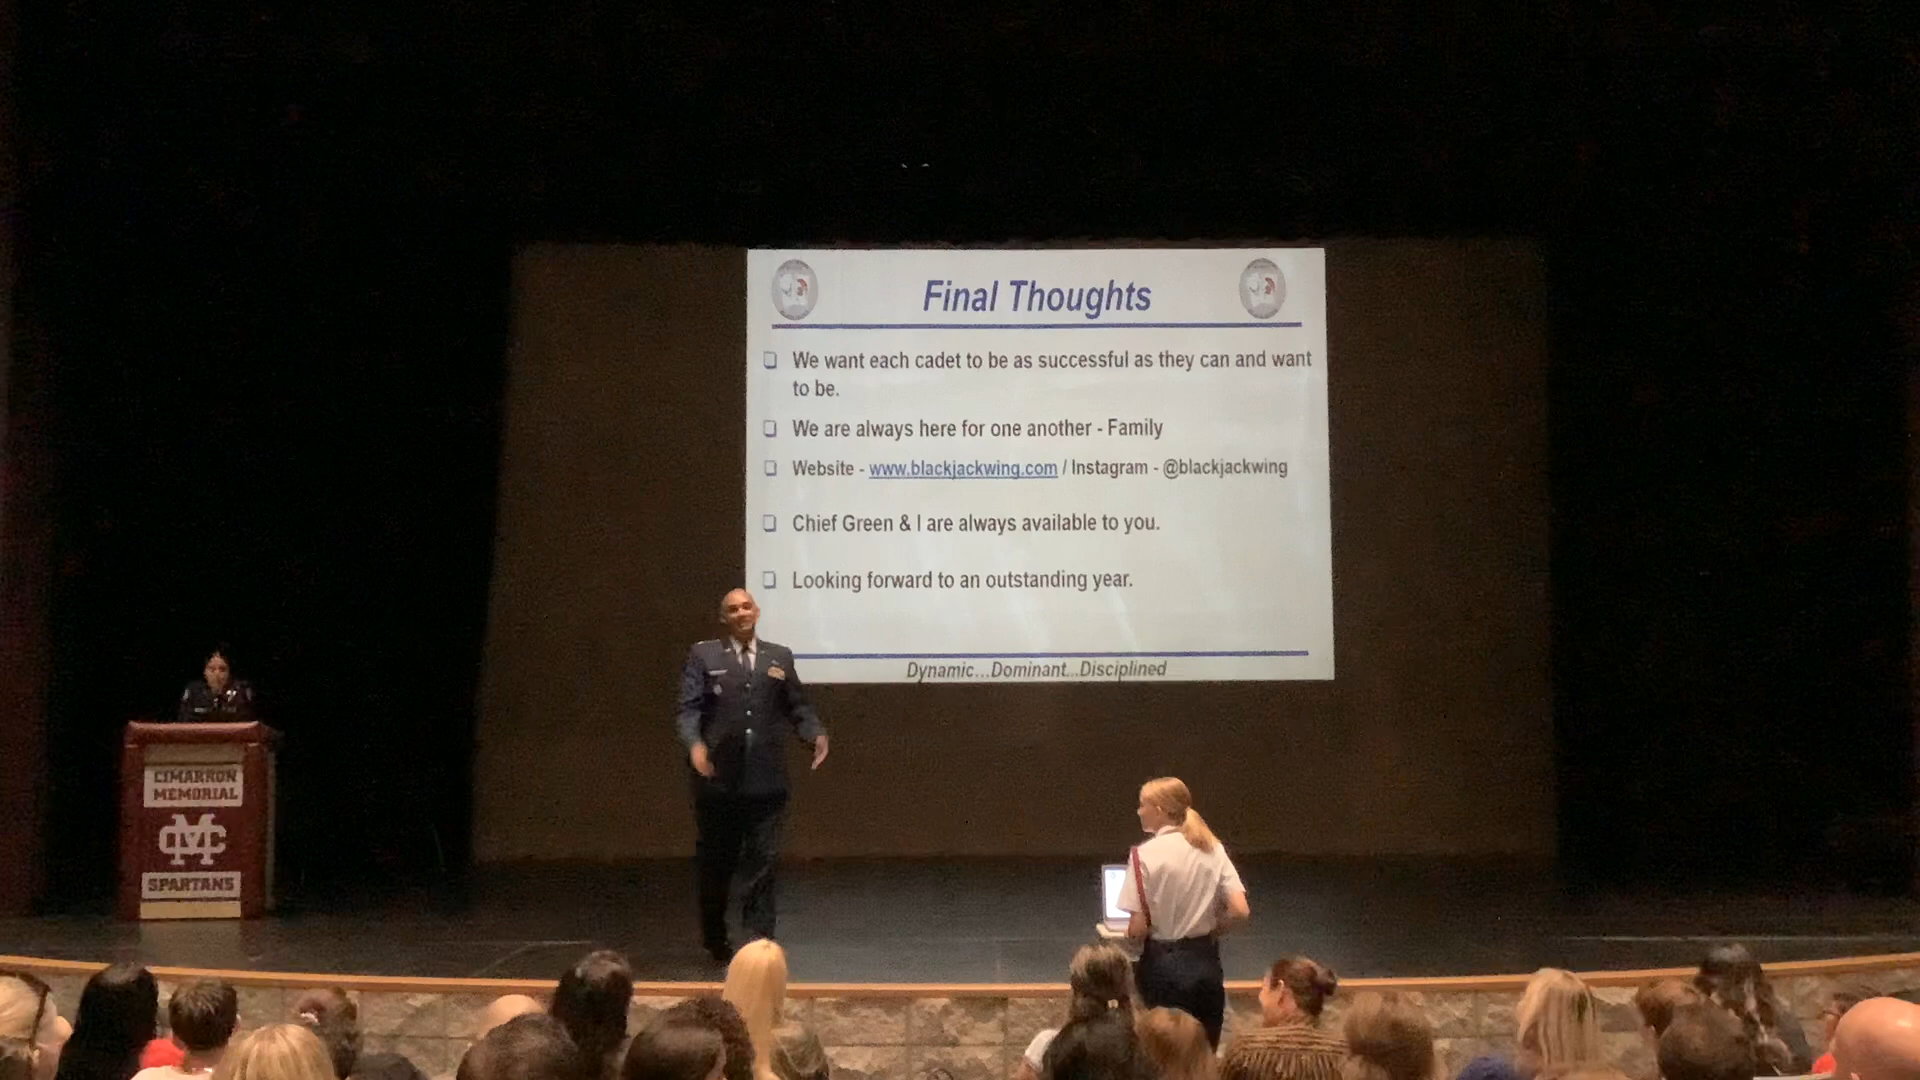 Final Thoughts
We want each cadet to be as successful as they can and want
to be.
We are always here for one another - Family
Website - www.blackjackwing.com / Instagram - @blackjackwing
Chief Green & I are always available to you.
Looking forward to an outstanding year.
Dynamic...Dominant...Disciplined
CIMARRON
MEMORIAL
CMC
SPARTANS